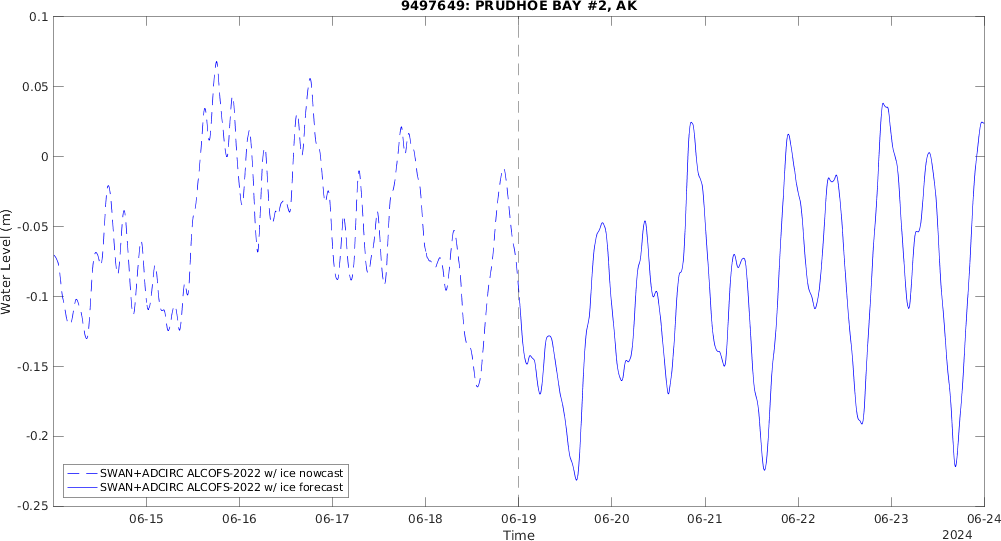 9497649: PRUDHOE BAY #2, AK
0.1
0.05
0
-0.05
-0.1
-0.15
-0.2
-0.25
Water Level (m)
SWAN+ADCIRC ALCOFS-2022 w/ ice nowcast
SWAN+ADCIRC ALCOFS-2022 w/ ice forecast
06-15 06-16 06-17 06-18 06-19 06-20 06-21 06-22 06-23 06-24
Time
2024